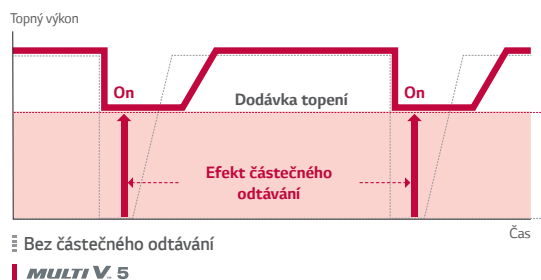 Topný výkon
On
On
Dodávka topení
Efekt částečného
odtávání
Čas
Bez částečného odtávání
MULTI V. 5